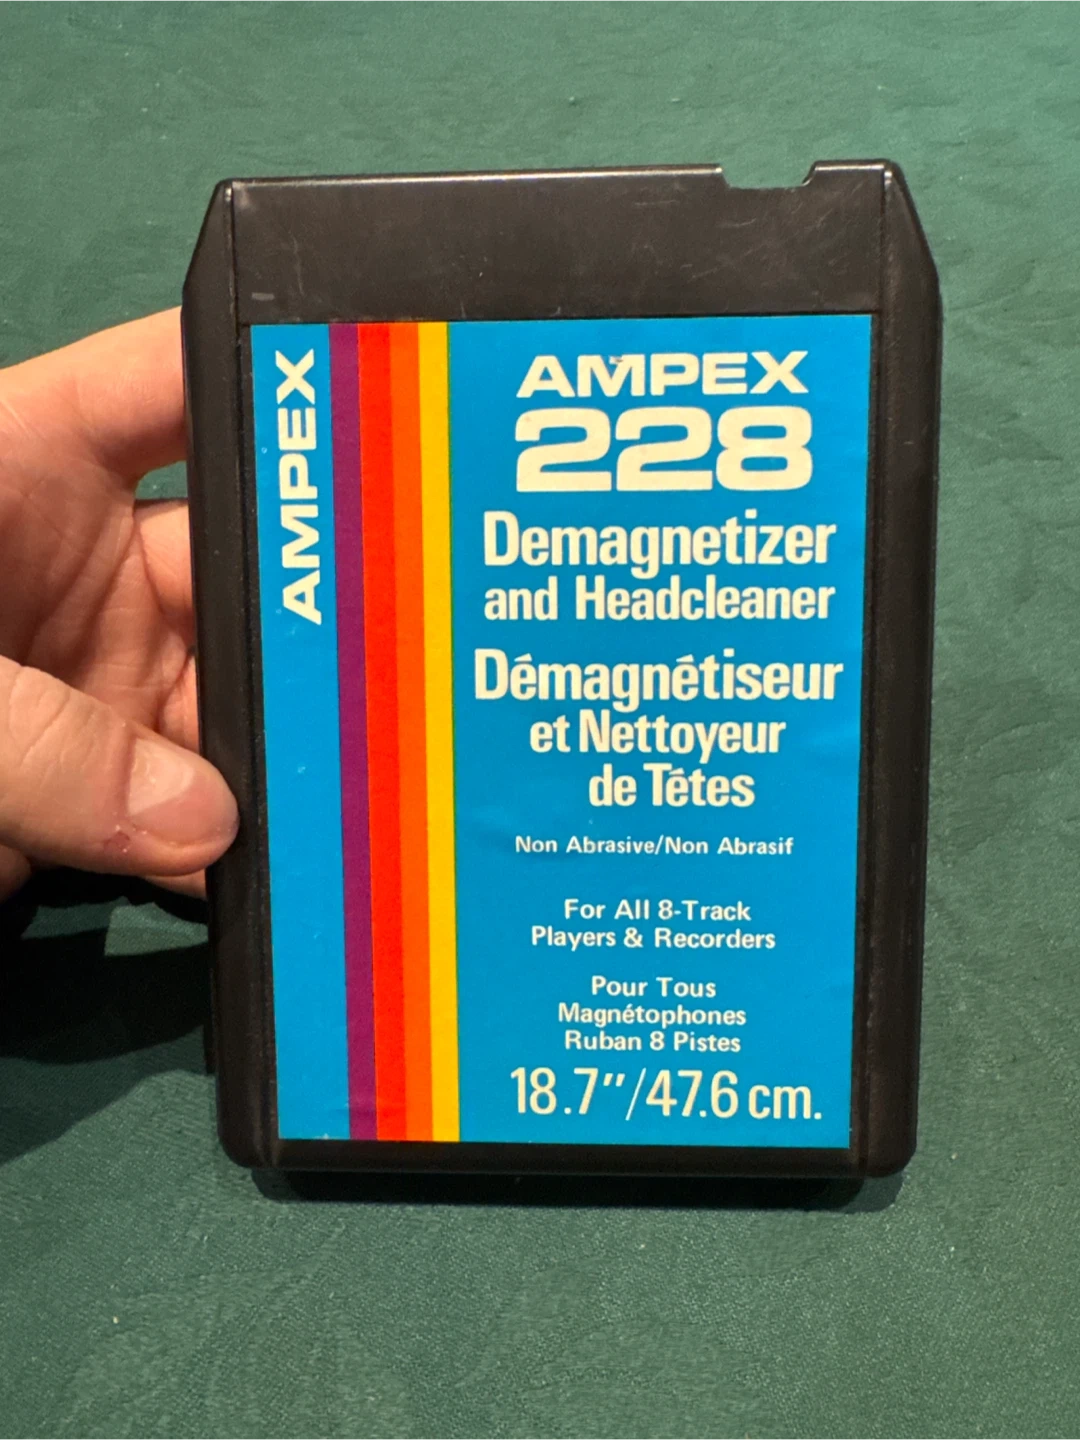 AMPEX
AMPEX
228
Demagnetizer
and Headcleaner
Démagnétiseur
et Nettoyeur
de Tétes
Non Abrasive/Non Abrasif
For All 8-Track
Players & Recorders
Pour Tous
Magnétophones
Ruban 8 Pistes
18.7"/47.6 cm.